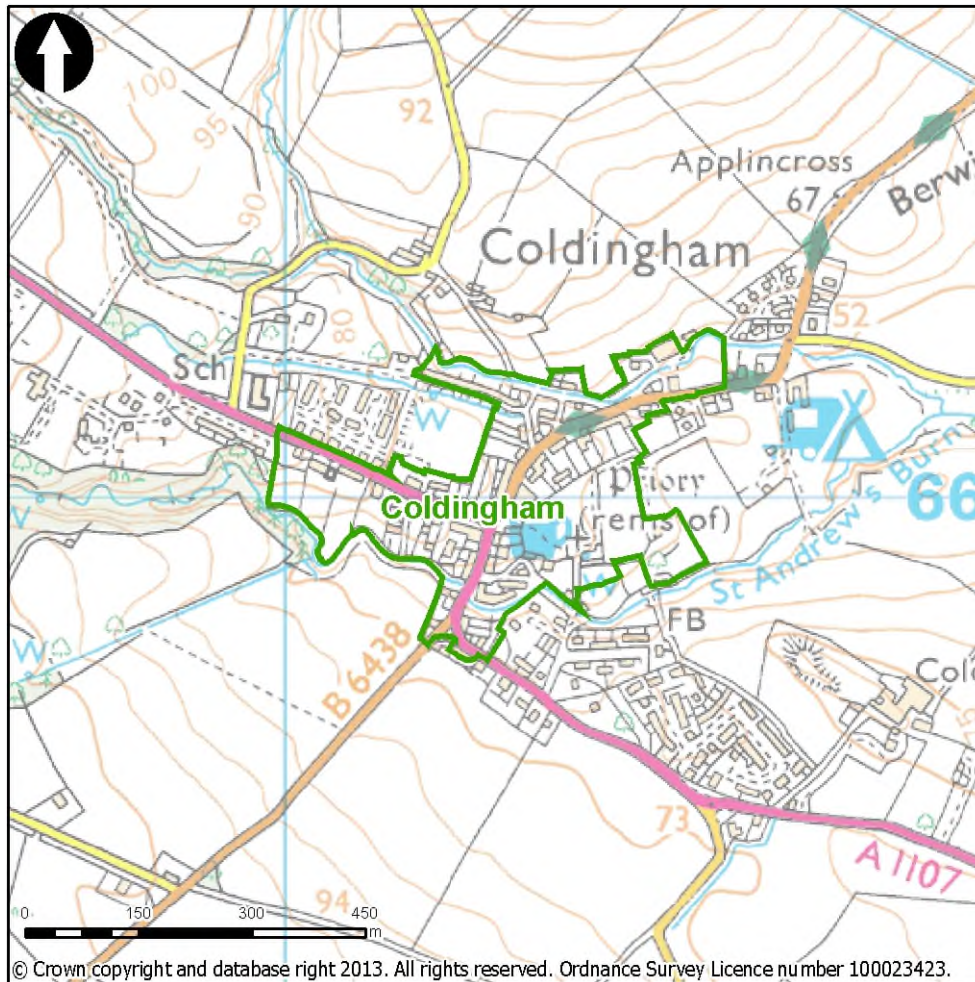 100
95
90
92
Applincross
67
Berwi
Coldingham
80
52
Sch
W
Coldingham
Priory
(rems of)
66
St Andrew's Burn
W
W
FB
B 6438
Colo
73
A 1107
94
0 150 300 450
m
© Crown copyright and database right 2013. All rights reserved. Ordnance Survey Licence number 100023423.